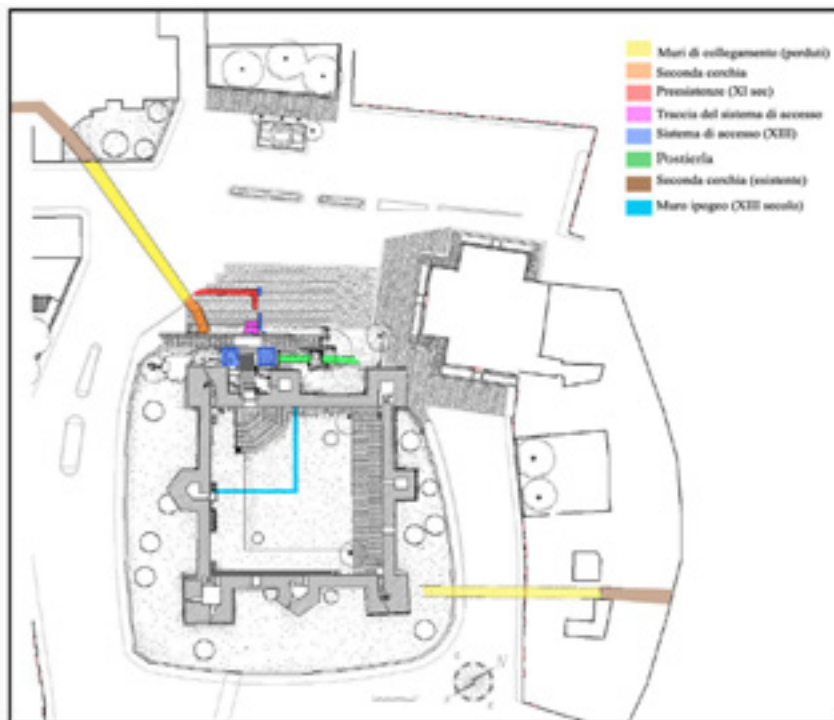 Muri di collegamento (perduti)
Seconda cerchia
Preesistenze (XI sec)
Traccia del sistema di accesso
Sistema di accesso (XIII)
Postierla
Seconda cerchia (esistente)
Muro ipogeo (XIII secolo)
N